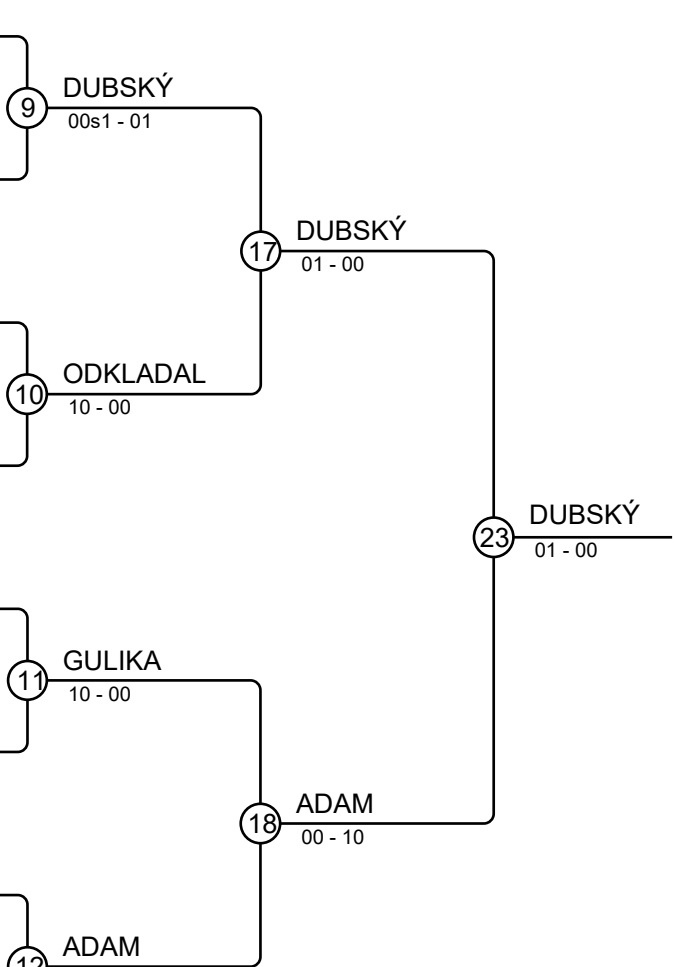 DUBSKÝ
9
00s1 - 01
DUBSKÝ
17
01 - 00
ODKLADAL
10
10 - 00
DUBSKÝ
23
01 - 00
GULIKA
11
10 - 00
ADAM
18
00 - 10
ADAM
12